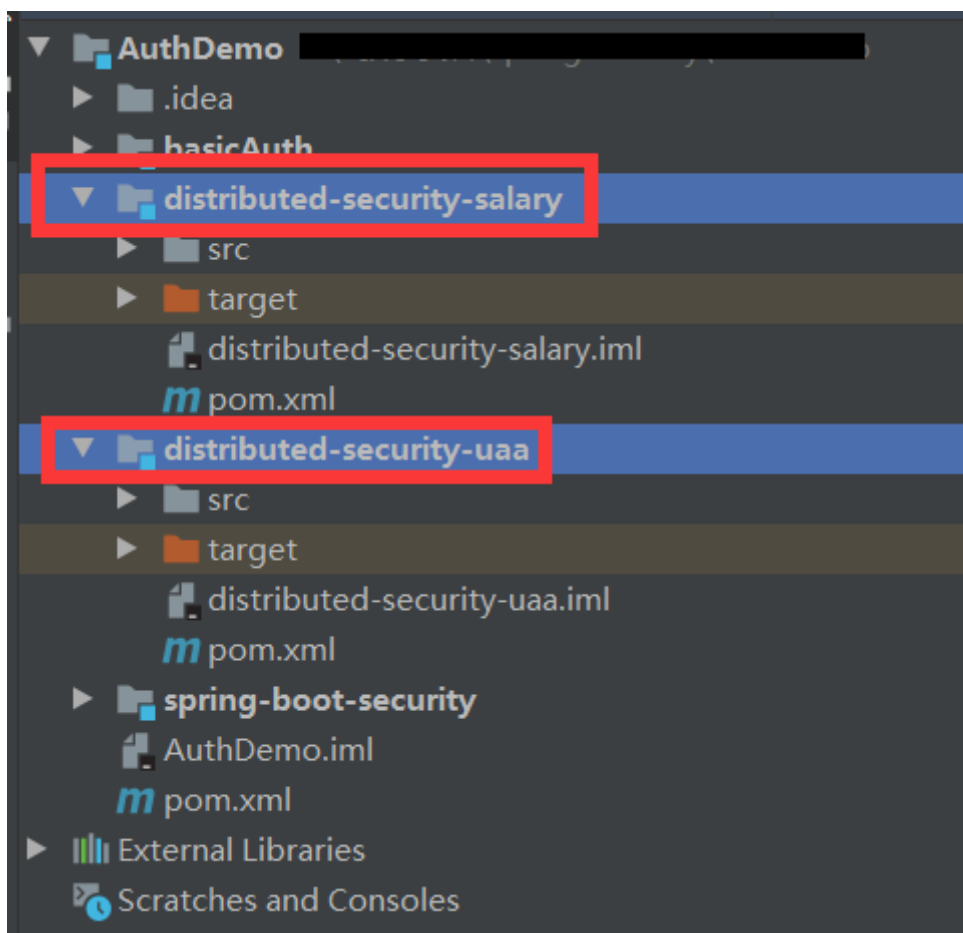 AuthDemo
.idea
basicAuth
distributed-security-salary
src
target
distributed-security-salary.iml
m pom.xml
distributed-security-uaa
src
target
distributed-security-uaa.iml
m pom.xml
spring-boot-security
AuthDemo.iml
m pom.xml
External Libraries
Scratches and Consoles